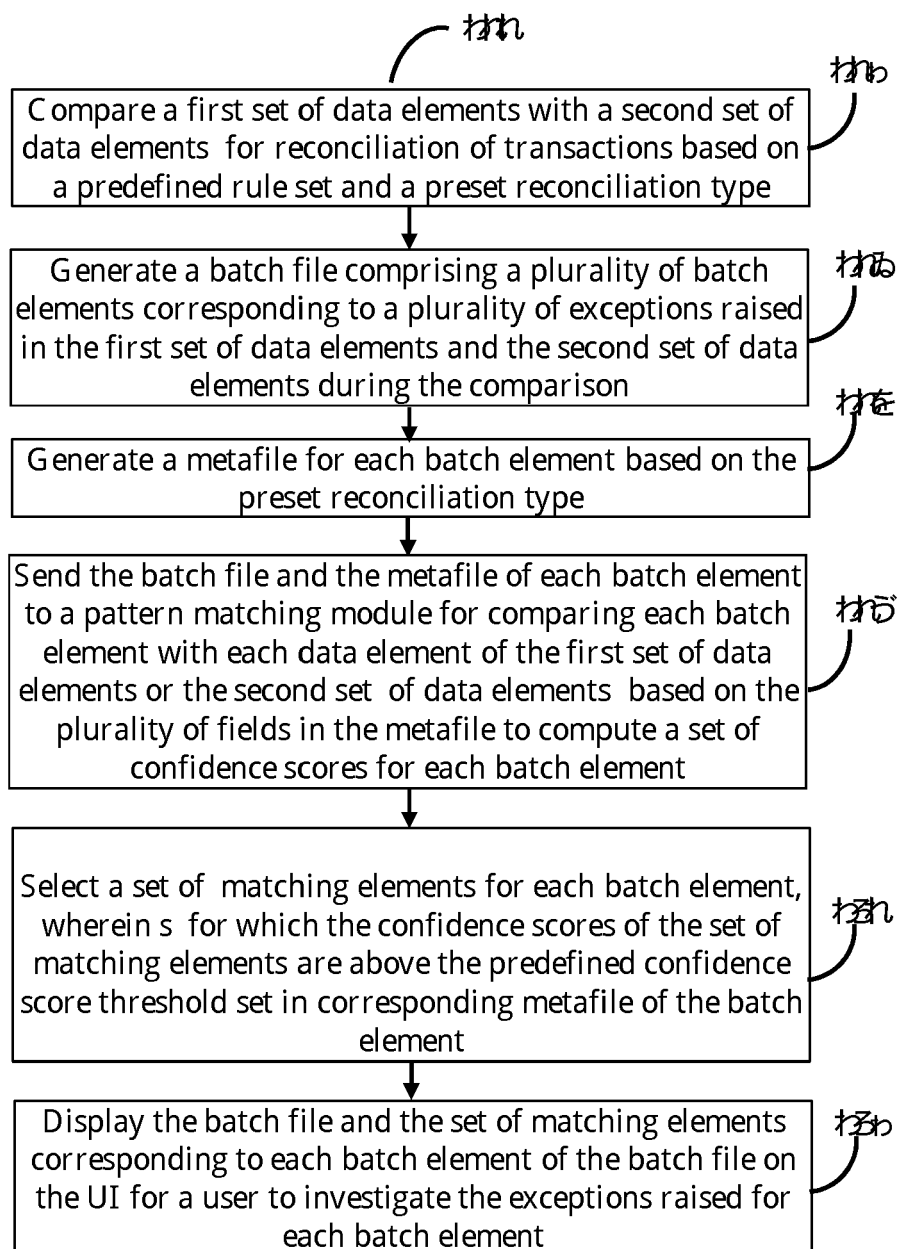 Compare a first set of data elements with a second set of
data elements for reconciliation of transactions based on
a predefined rule set and a preset reconciliation type
Generate a batch file comprising a plurality of batch
elements corresponding to a plurality of exceptions raised
in the first set of data elements and the second set of data
elements during the comparison
Generate a metafile for each batch element based on the
preset reconciliation type
Send the batch file and the metafile of each batch element
to a pattern matching module for comparing each batch
element with each data element of the first set of data
elements or the second set of data elements based on the
plurality of fields in the metafile to compute a set of
confidence scores for each batch element
Select a set of matching elements for each batch element,
wherein s for which the confidence scores of the set of
matching elements are above the predefined confidence
score threshold set in corresponding metafile of the batch
element
Display the batch file and the set of matching elements
corresponding to each batch element of the batch file on
the UI for a user to investigate the exceptions raised for
each batch element